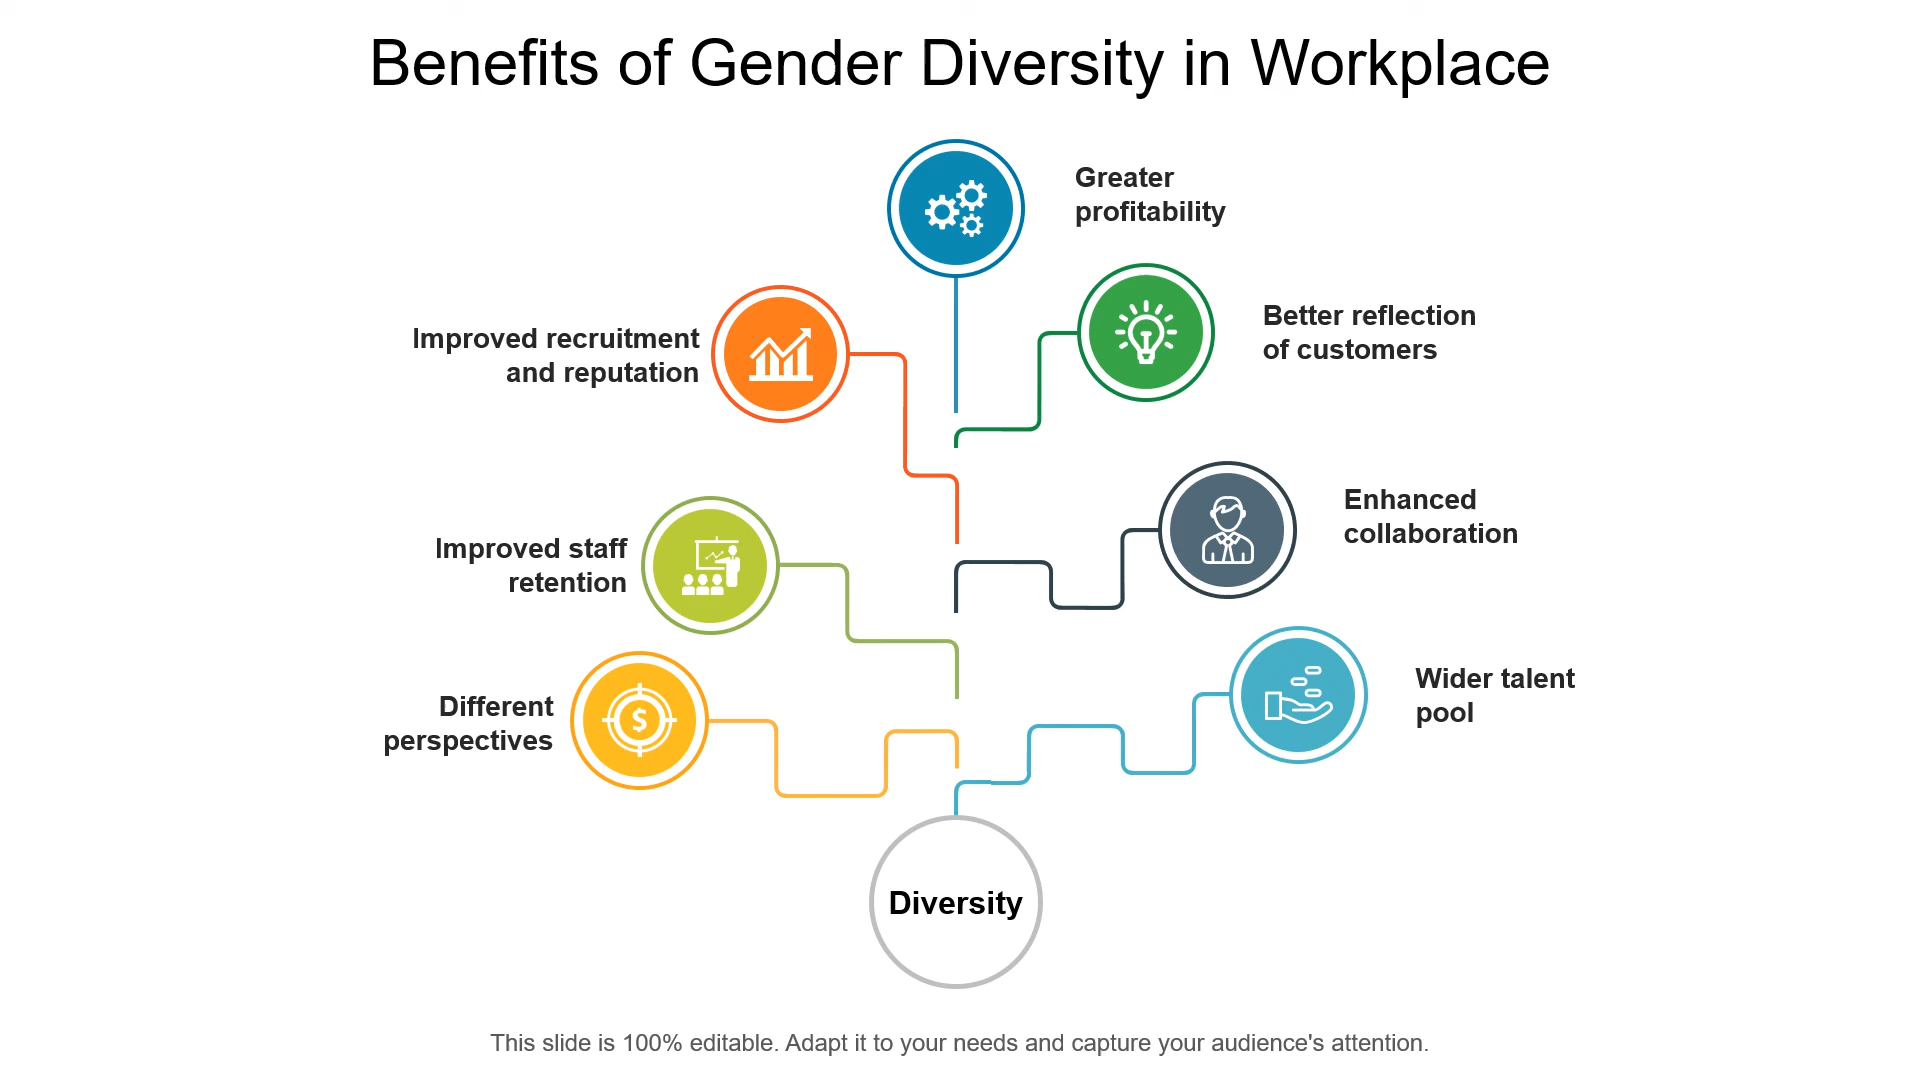 Benefits of Gender Diversity in Workplace
Greater
profitability
Better reflection
of customers
Improved recruitment
and reputation
Enhanced
collaboration
Improved staff
retention
Wider talent
pool
Different
perspectives
$
Diversity
This slide is 100% editable. Adapt it to your needs and capture your audience's attention.